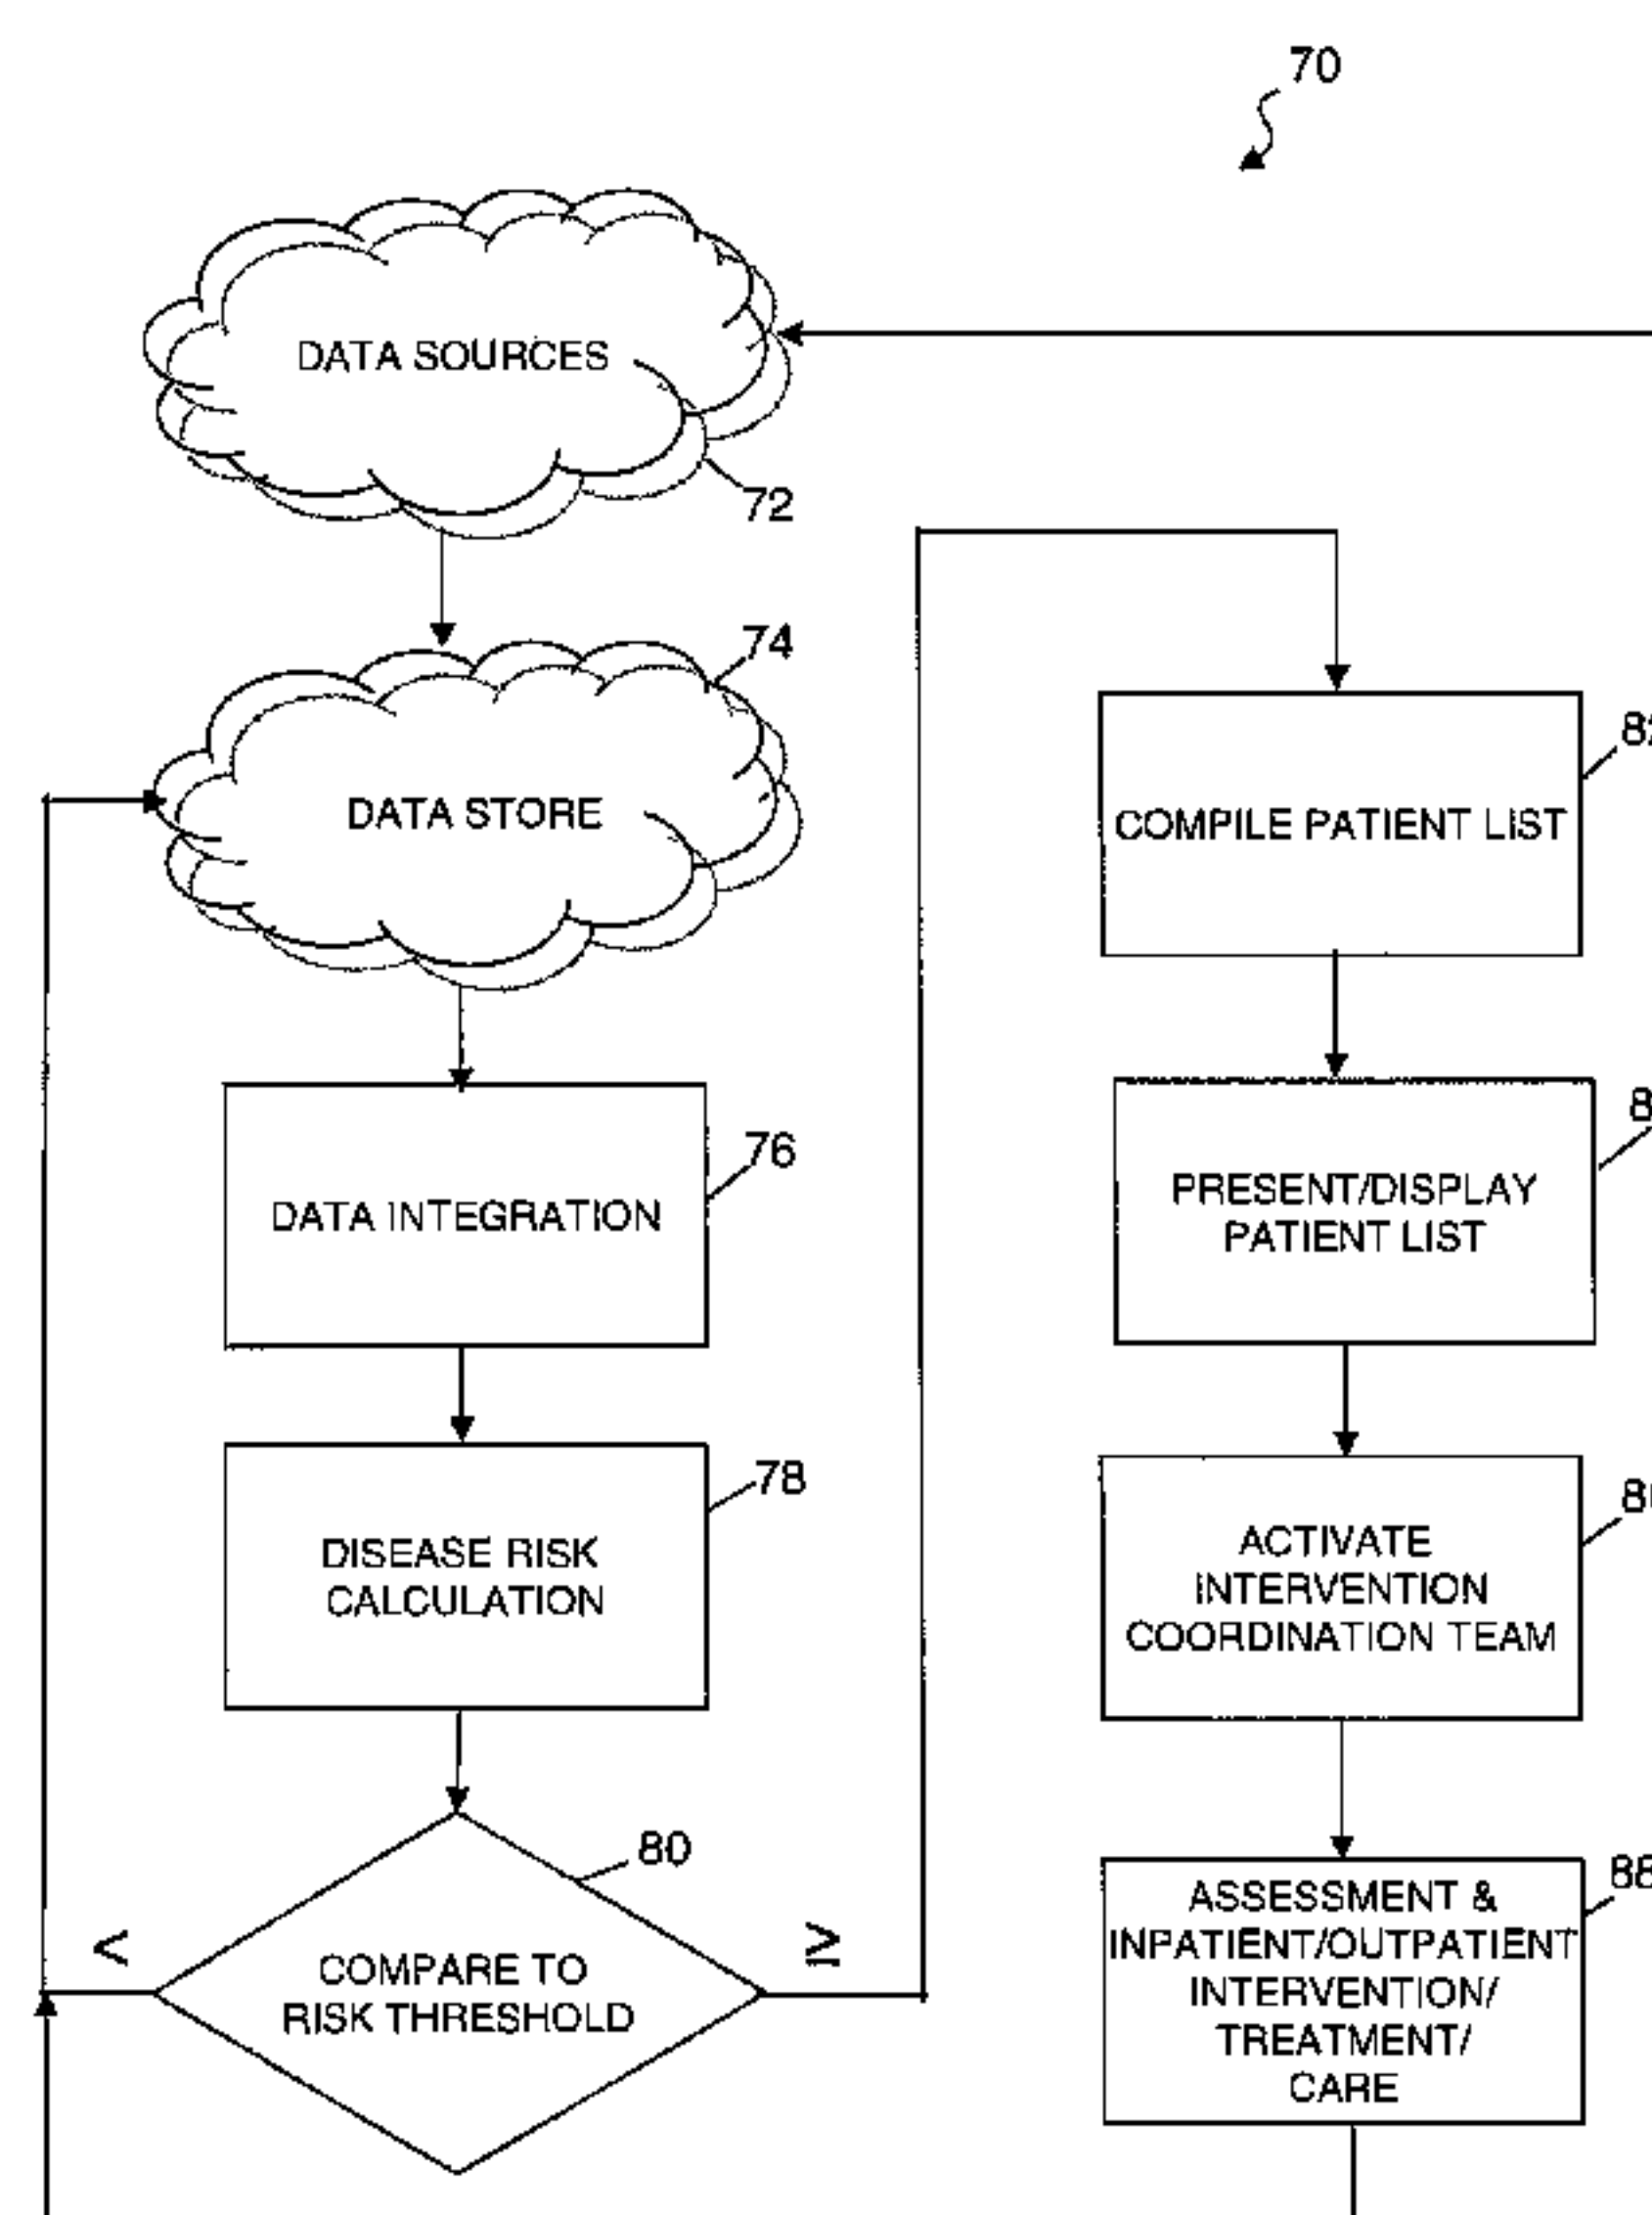 70
DATA SOURCES
72
74
DATA STORE
76
DATA INTEGRATION
78
DISEASE RISK
CALCULATION
80
<
≥
COMPARE TO
RISK THRESHOLD
COMPILE PATIENT LIST
PRESENT/DISPLAY
PATIENT LIST
ACTIVATE
INTERVENTION
COORDINATION TEAM
88
ASSESSMENT &
INPATIENT/OUTPATIENT
INTERVENTION/
TREATMENT/
CARE